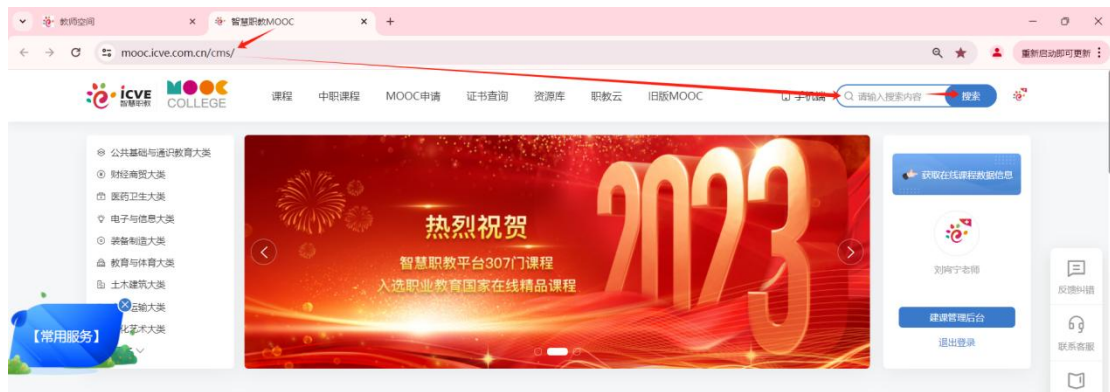 教师空间
智慧职教MOOC
mooc.icve.com.cn/cms/
重新启动即可更新
icve
智慧职教
MOOC
COLLEGE
课程
中职课程
MOOC申请
证书查询
资源库
职教云
旧版MOOC
手机端
请输入搜索内容
搜索
公共基础与通识教育大类
财经商贸大类
医药卫生大类
电子与信息大类
装备制造大类
教育与体育大类
土木建筑大类
运输大类
化艺术大类
【常用服务】
热烈祝贺
智慧职教平台307门课程
入选职业教育国家在线精品课程
2023
获取在线课程数据信息
建课管理后台
退出登录
反馈纠错
联系客服